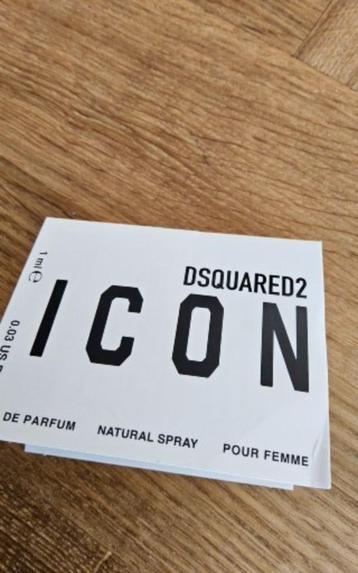 DSQUARED2
ICON
DE PARFUM NATURAL SPRAY POUR FEMME
1 ml e
0.03 US